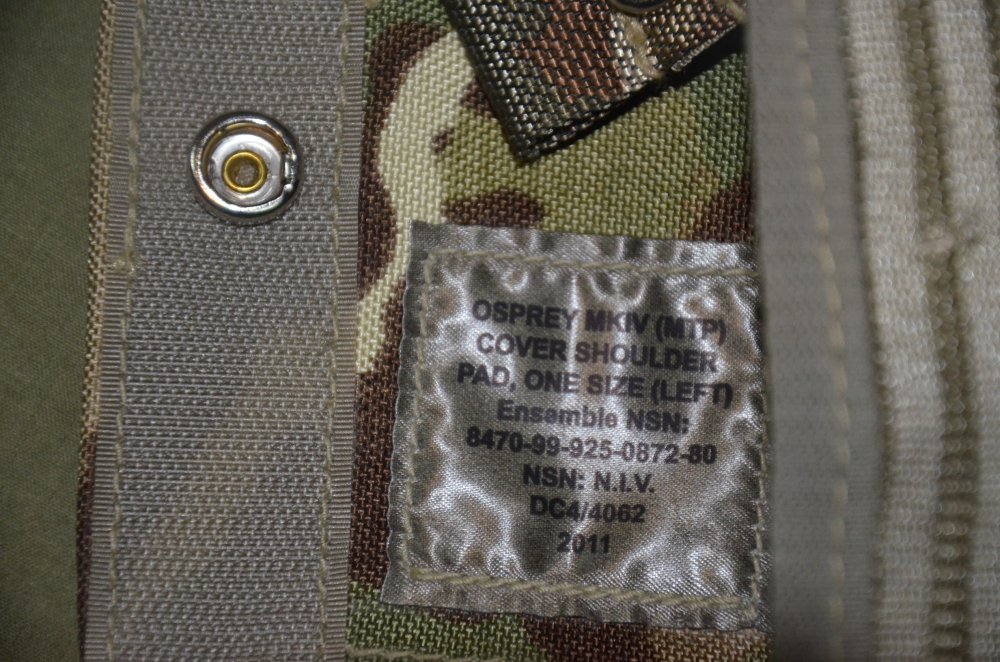 OSPREY MKIV (MTP)
COVER SHOULDER
PAD, ONE SIZE (LEFT)
Ensemble NSN:
8470-99-925-0872-80
NSN: N.I.V.
DC4/4062
2011